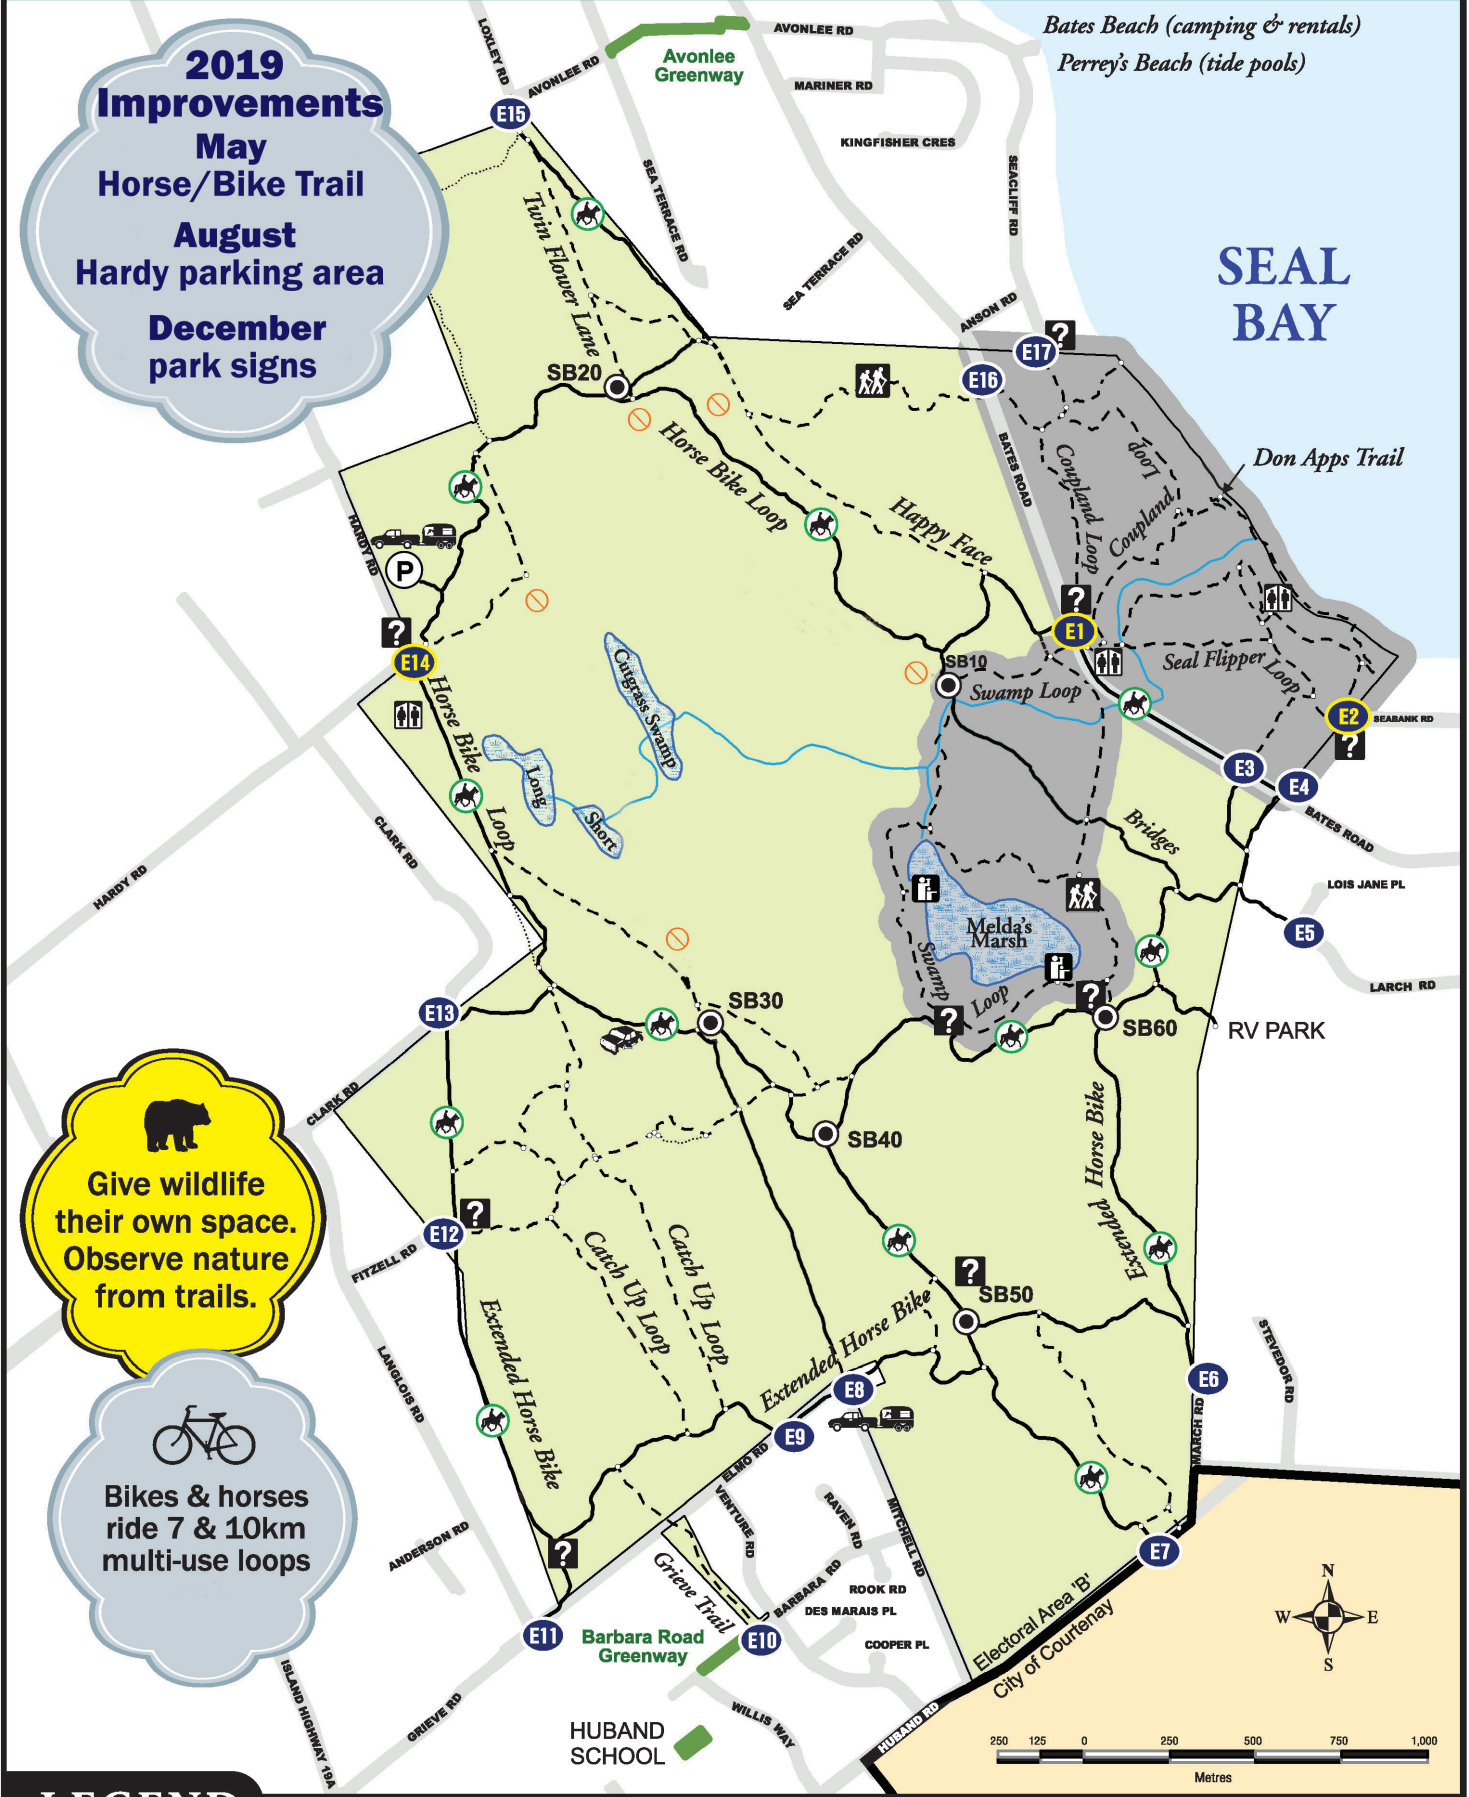 2019
Improvements
May
Horse/Bike Trail
August
Hardy parking area
December
park signs
LOXLEY RD
AVONLEE RD
Avonlee
Greenway
AVONLEE RD
MARINER RD
KINGFISHER CRES
SEA TERRACE RD
SEA TERRACE RD
SEACLIFF RD
ANSON RD
Bates Beach (camping & rentals)
Perrey's Beach (tide pools)
SEAL
BAY
E15
Twin Flower Lane
SB20
E17
?
E16
BATES ROAD
Don Apps Trail
Coupland Loop
Coupland
Loop
Horse Bike Loop
Happy Face
HARDY RD
P
?
E14
?
E1
SB10
Swamp Loop
Seal Flipper
Loop
E2
SEABANK RD
?
E3
E4
BATES ROAD
Cutgrass Swamp
Long
Short
Horse Bike
Loop
CLARK RD
HARDY RD
Bridges
LOIS JANE PL
E5
LARCH RD
Melda's
Marsh
Swamp
Loop
?
?
SB60
RV PARK
E13
SB30
CLARK RD
SB40
Give wildlife
their own space.
Observe nature
from trails.
E12
?
FITZELL RD
Catch Up Loop
Catch Up Loop
Horse Bike
Extended
?
SB50
Extended Horse Bike
Extended Horse Bike
LANGLOIS RD
E8
E9
E6
STEVEDOR RD
MARCH RD
ELMO RD
Bikes & horses
ride 7 & 10km
multi-use loops
ANDERSON RD
?
VENTURE RD
RAVEN RD
MITCHELL RD
E7
Grieve Trail
BARBARA RD
ROOK RD
DES MARAIS PL
COOPER PL
E11
Barbara Road
Greenway
E10
Electoral Area 'B'
City of Courtenay
N
W
E
S
ISLAND HIGHWAY 19A
GRIEVE RD
HUBAND
SCHOOL
WILLIS WAY
HUBAND RD
250 125 0 250 500 750 1,000
Metres
LEGEND